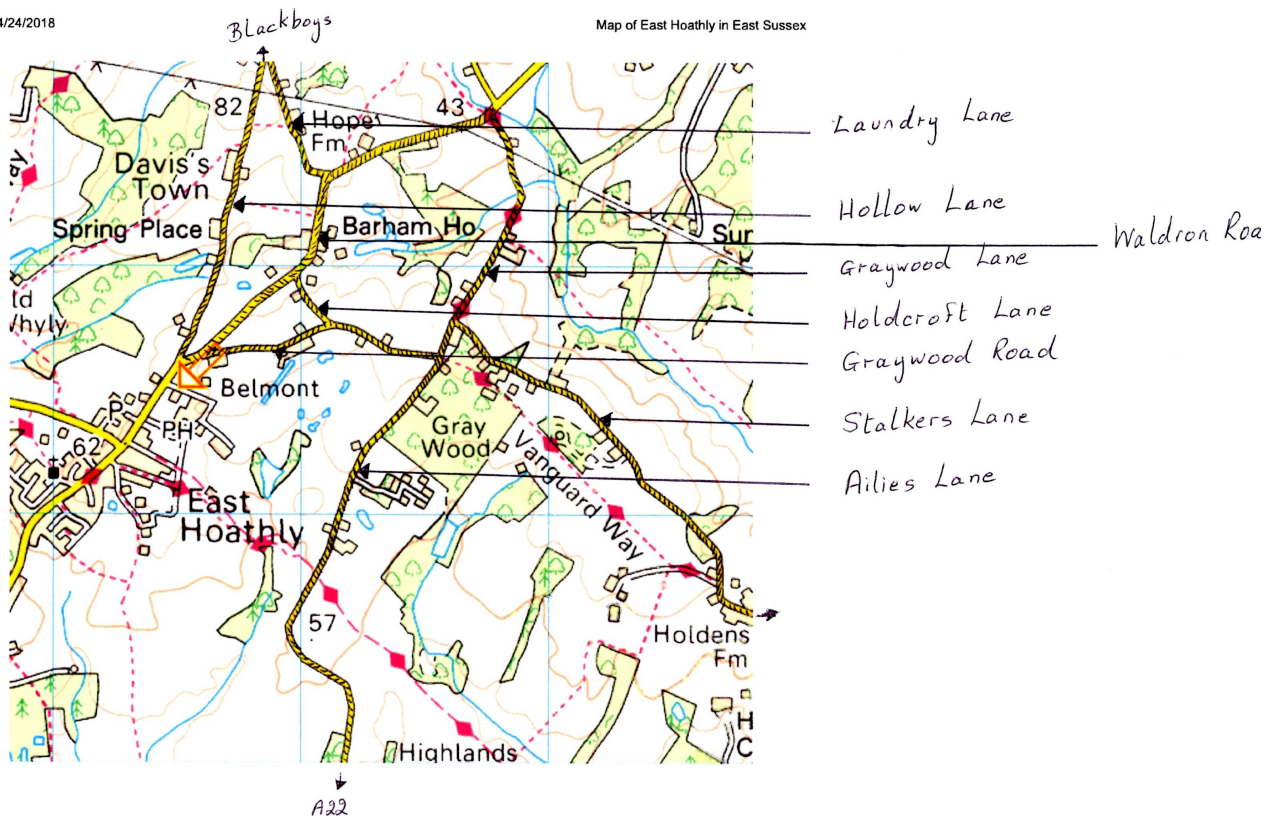 4/24/2018
Map of East Hoathly in East Sussex
Blackboys
82
43
Hope
Fm
Laundry Lane
Davis's
Town
Hollow Lane
Spring Place
Barham Ho
Sur
Waldron Roa
Graywood Lane
ld
Whyly
Holdcroft Lane
Graywood Road
Belmont
P
PH
62
Gray
Wood
Stalkers Lane
Vanguard Way
Ailies Lane
East
Hoathly
57
Holdens
Fm
H
C
Highlands
A22